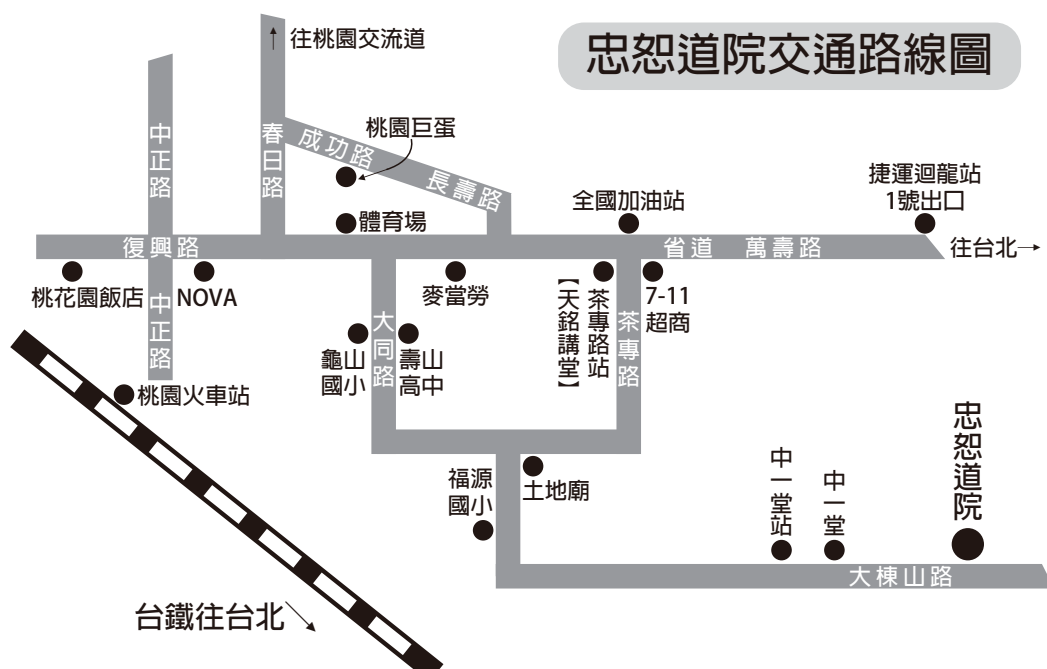 忠恕道院交通路線圖
往桃園交流道
中正路
春日路
成功路
長壽路
桃園巨蛋
體育場
全國加油站
捷運迴龍站
1號出口
復興路
省道 萬壽路
往台北
桃花園飯店
中正路
NOVA
麥當勞
大同路
龜山
國小
壽山
高中
【天銘講堂】
茶專路站
茶專路
7-11
超商
桃園火車站
福源
國小
土地廟
中一堂站
中一堂
忠恕道院
大棟山路
台鐵往台北